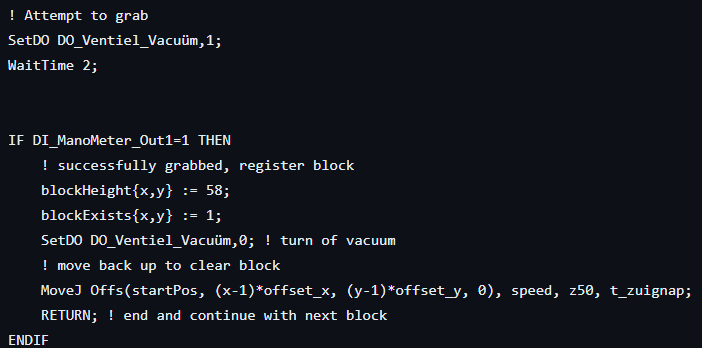 ! Attempt to grab
SetDO DO_Ventiel_Vacuüm,1;
WaitTime 2;
IF DI_ManoMeter_Out1=1 THEN
! successfully grabbed, register block
blockHeight{x,y} := 58;
blockExists{x,y} := 1;
SetDO DO_Ventiel_Vacuüm,0; ! turn of vacuum
! move back up to clear block
MoveJ Offs(startPos, (x-1)*offset_x, (y-1)*offset_y, 0), speed, z50, t_zuignap;
RETURN; ! end and continue with next block
ENDIF